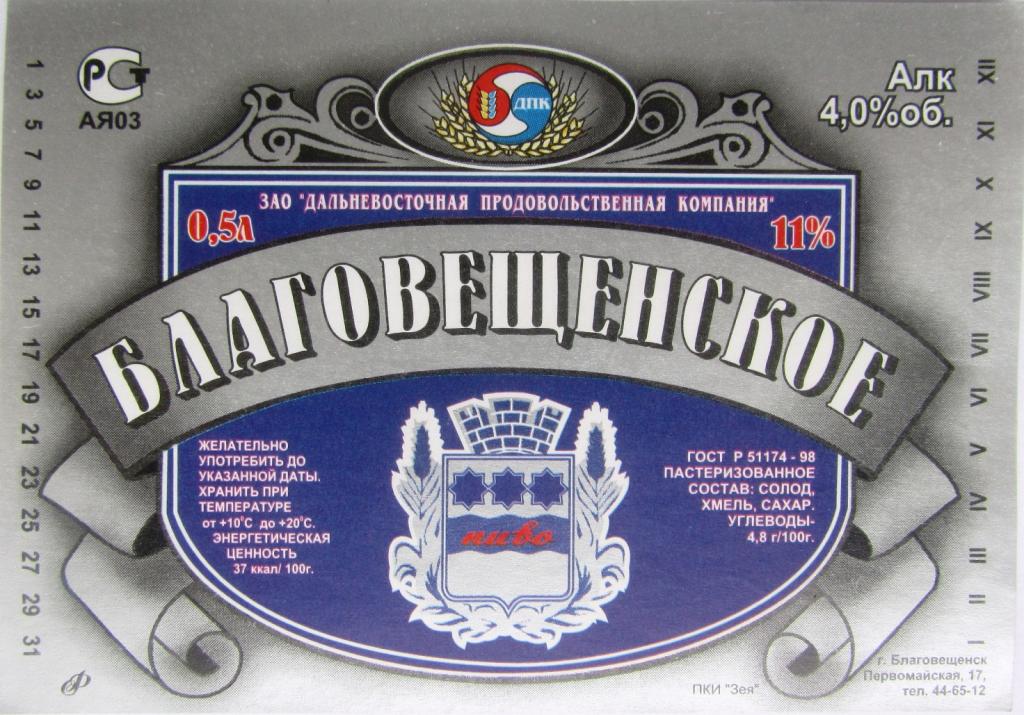 РСТ
АЯ03
ДПК
Алк
4,0%об.
ЗАО "ДАЛЬНЕВОСТОЧНАЯ ПРОДОВОЛЬСТВЕННАЯ КОМПАНИЯ"
0,5л
11%
БЛАГОВЕЩЕНСКОЕ
пиво
ЖЕЛАТЕЛЬНО
УПОТРЕБИТЬ ДО
УКАЗАННОЙ ДАТЫ.
ХРАНИТЬ ПРИ
ТЕМПЕРАТУРЕ
от +10°С до +20°С.
ЭНЕРГЕТИЧЕСКАЯ
ЦЕННОСТЬ
37 ккал/ 100г.
ГОСТ Р 51174 - 98
ПАСТЕРИЗОВАННОЕ
СОСТАВ: СОЛОД,
ХМЕЛЬ, САХАР.
УГЛЕВОДЫ-
4,8 г/100г.
1 3 5 7 9 11 13 15 17 19 21 23 25 27 29 31
XII IX X XI VIII VII VI V IV III II I
ПКИ "Зея"
г. Благовещенск
Первомайская, 17,
тел. 44-65-12